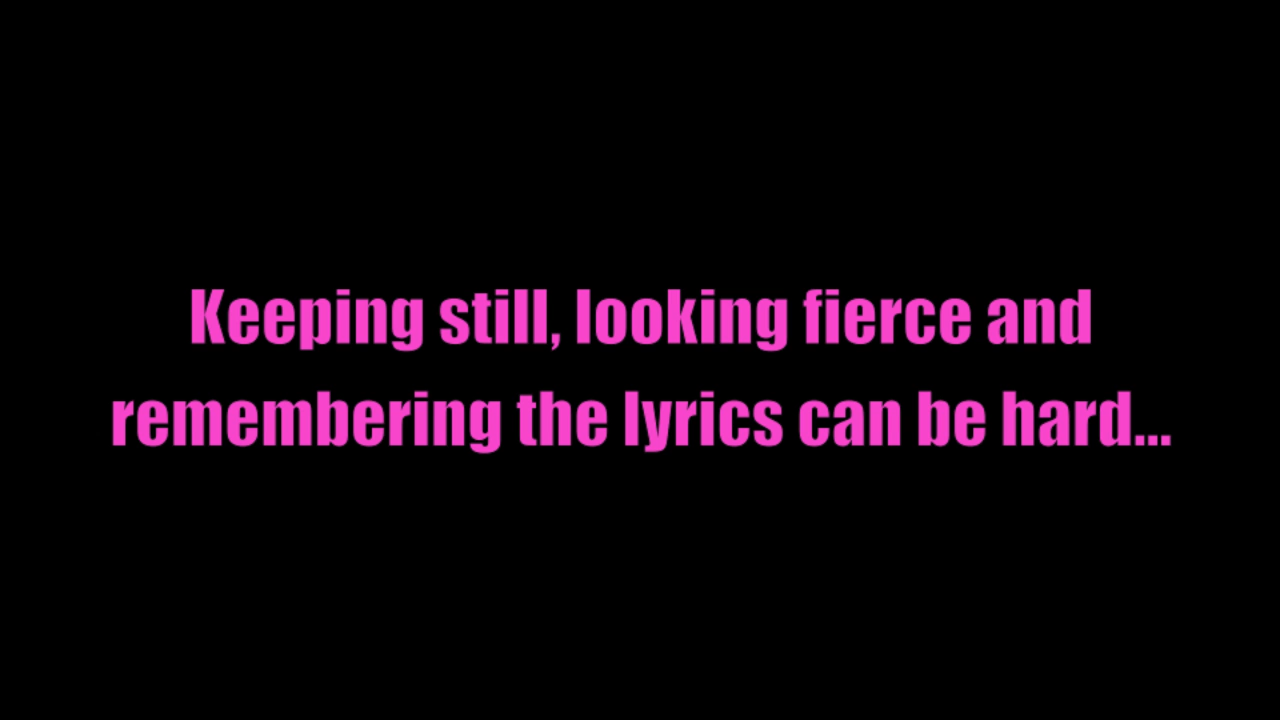 Keeping still, looking fierce and
remembering the lyrics can be hard...